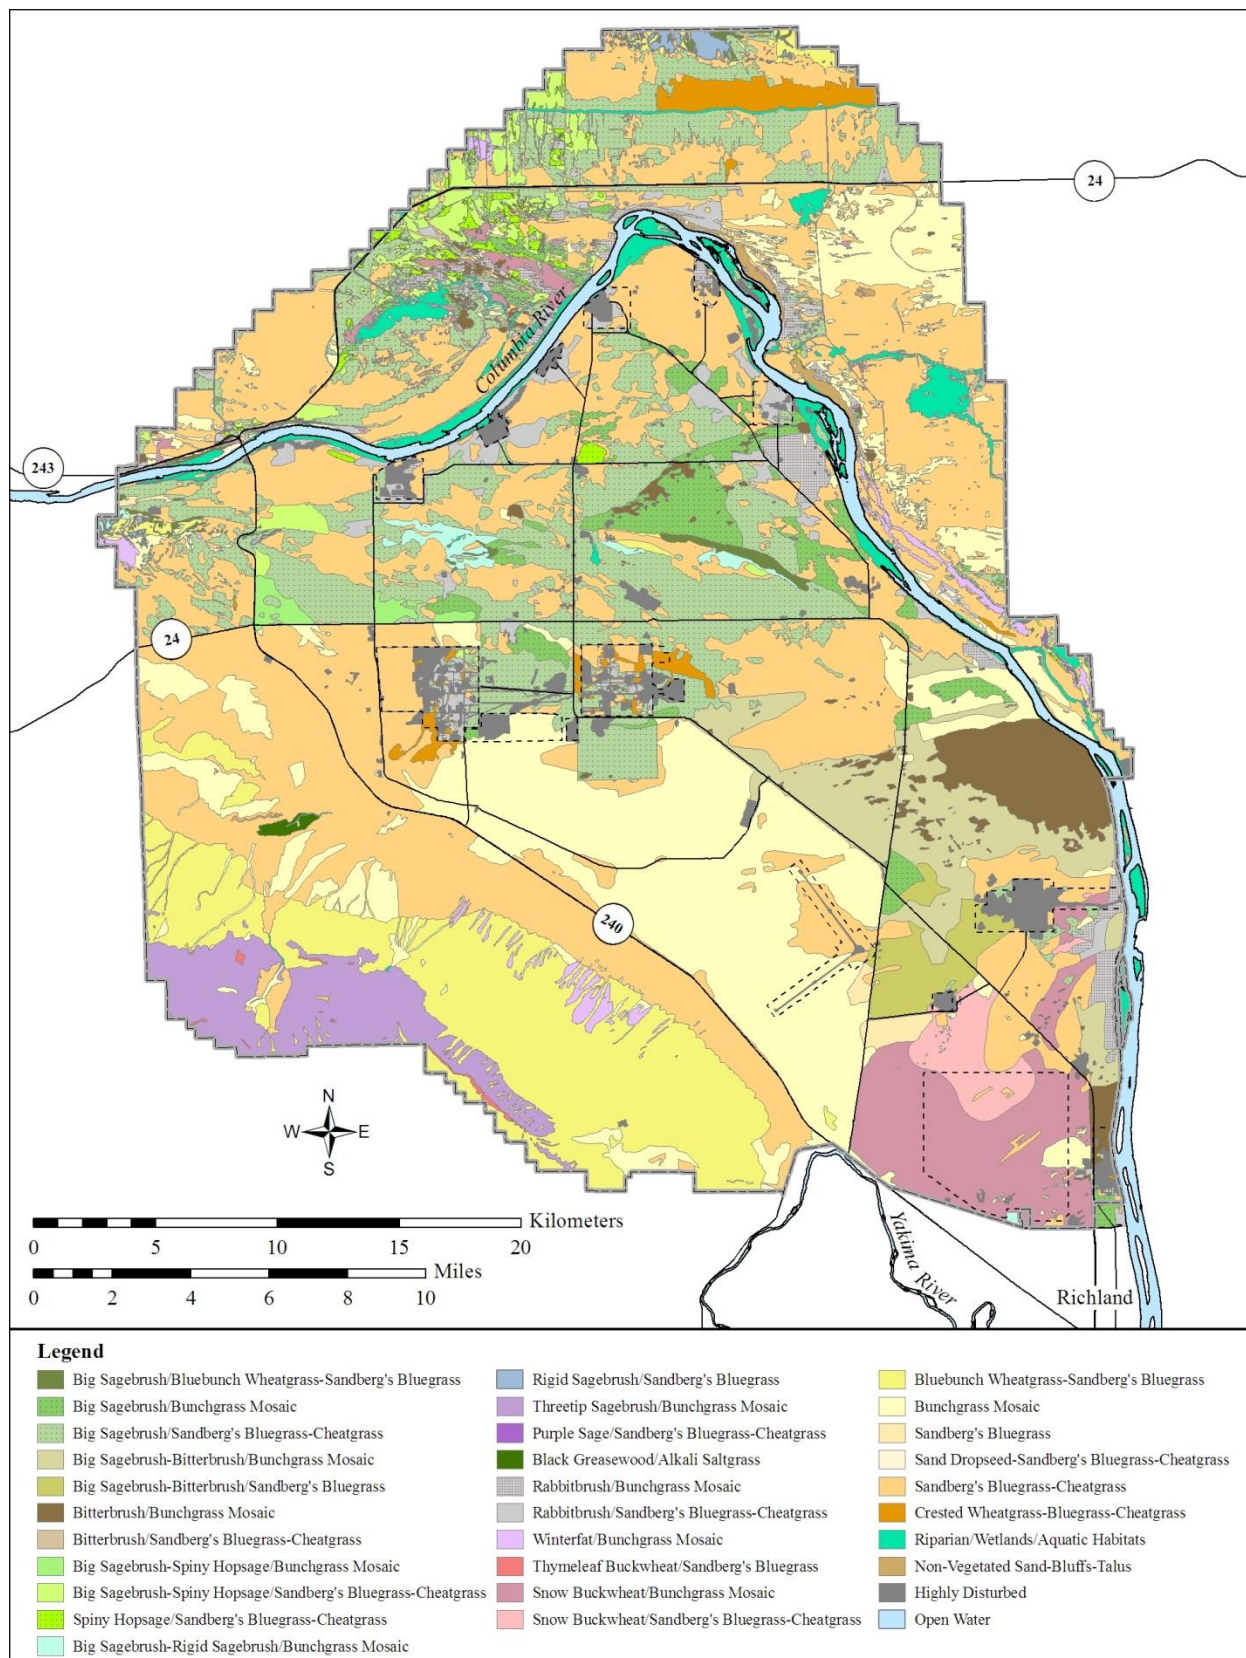 24
Columbia River
243
24
240
N
W E
S
Kilometers
0 5 10 15 20
Miles
0 2 4 6 8 10
Yakima River
Richland
Legend
Big Sagebrush/Bluebunch Wheatgrass-Sandberg's Bluegrass
Big Sagebrush/Bunchgrass Mosaic
Big Sagebrush/Sandberg's Bluegrass-Cheatgrass
Big Sagebrush-Bitterbrush/Bunchgrass Mosaic
Big Sagebrush-Bitterbrush/Sandberg's Bluegrass
Bitterbrush/Bunchgrass Mosaic
Bitterbrush/Sandberg's Bluegrass-Cheatgrass
Big Sagebrush-Spiny Hopsage/Bunchgrass Mosaic
Big Sagebrush-Spiny Hopsage/Sandberg's Bluegrass-Cheatgrass
Spiny Hopsage/Sandberg's Bluegrass-Cheatgrass
Big Sagebrush-Rigid Sagebrush/Bunchgrass Mosaic
Rigid Sagebrush/Sandberg's Bluegrass
Threetip Sagebrush/Bunchgrass Mosaic
Purple Sage/Sandberg's Bluegrass-Cheatgrass
Black Greasewood/Alkali Saltgrass
Rabbitbrush/Bunchgrass Mosaic
Rabbitbrush/Sandberg's Bluegrass-Cheatgrass
Winterfat/Bunchgrass Mosaic
Thymeleaf Buckwheat/Sandberg's Bluegrass
Snow Buckwheat/Bunchgrass Mosaic
Snow Buckwheat/Sandberg's Bluegrass-Cheatgrass
Bluebunch Wheatgrass-Sandberg's Bluegrass
Bunchgrass Mosaic
Sandberg's Bluegrass
Sand Dropseed-Sandberg's Bluegrass-Cheatgrass
Sandberg's Bluegrass-Cheatgrass
Crested Wheatgrass-Bluegrass-Cheatgrass
Riparian/Wetlands/Aquatic Habitats
Non-Vegetated Sand-Bluffs-Talus
Highly Disturbed
Open Water